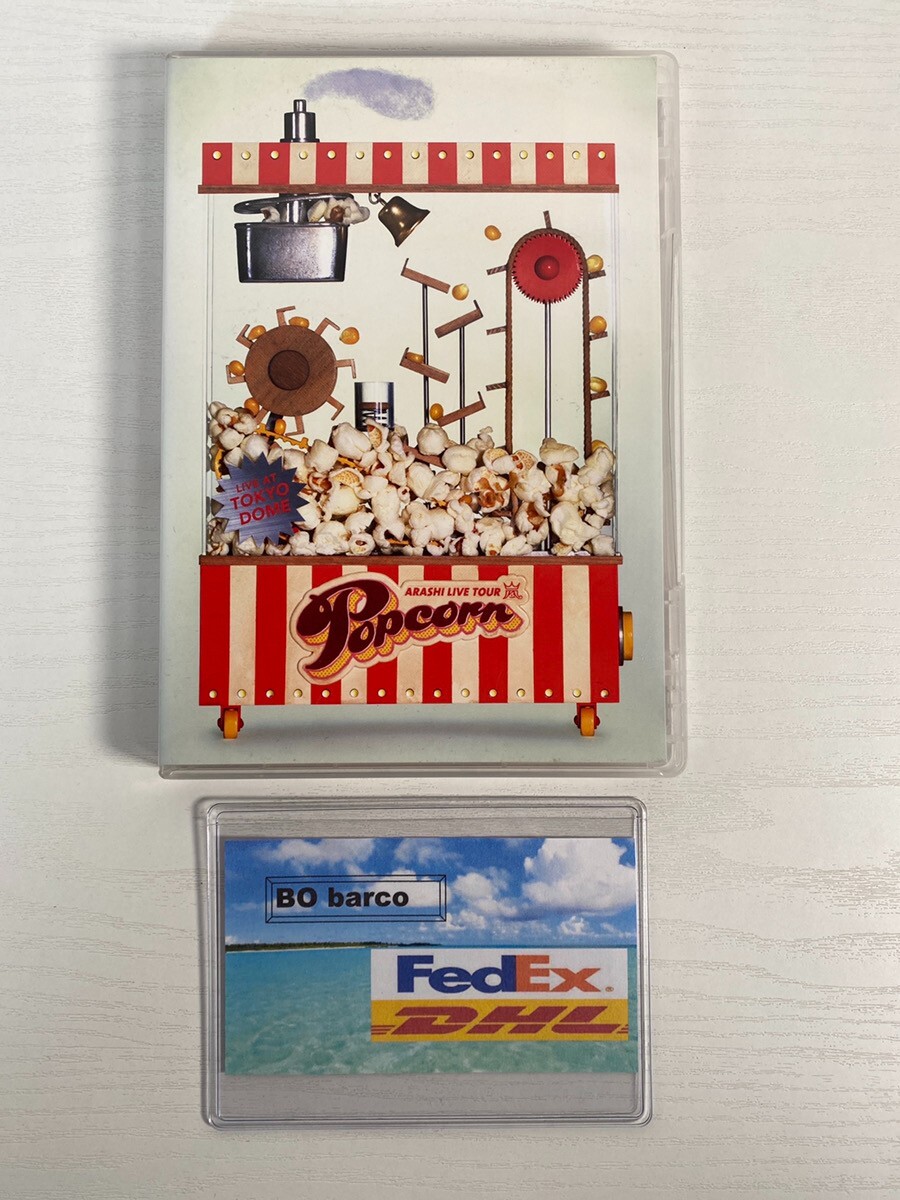 LIVE AT
TOKYO
DOME
ARASHI LIVE TOUR
Popcorn
BO barco
FedEx®
DHL